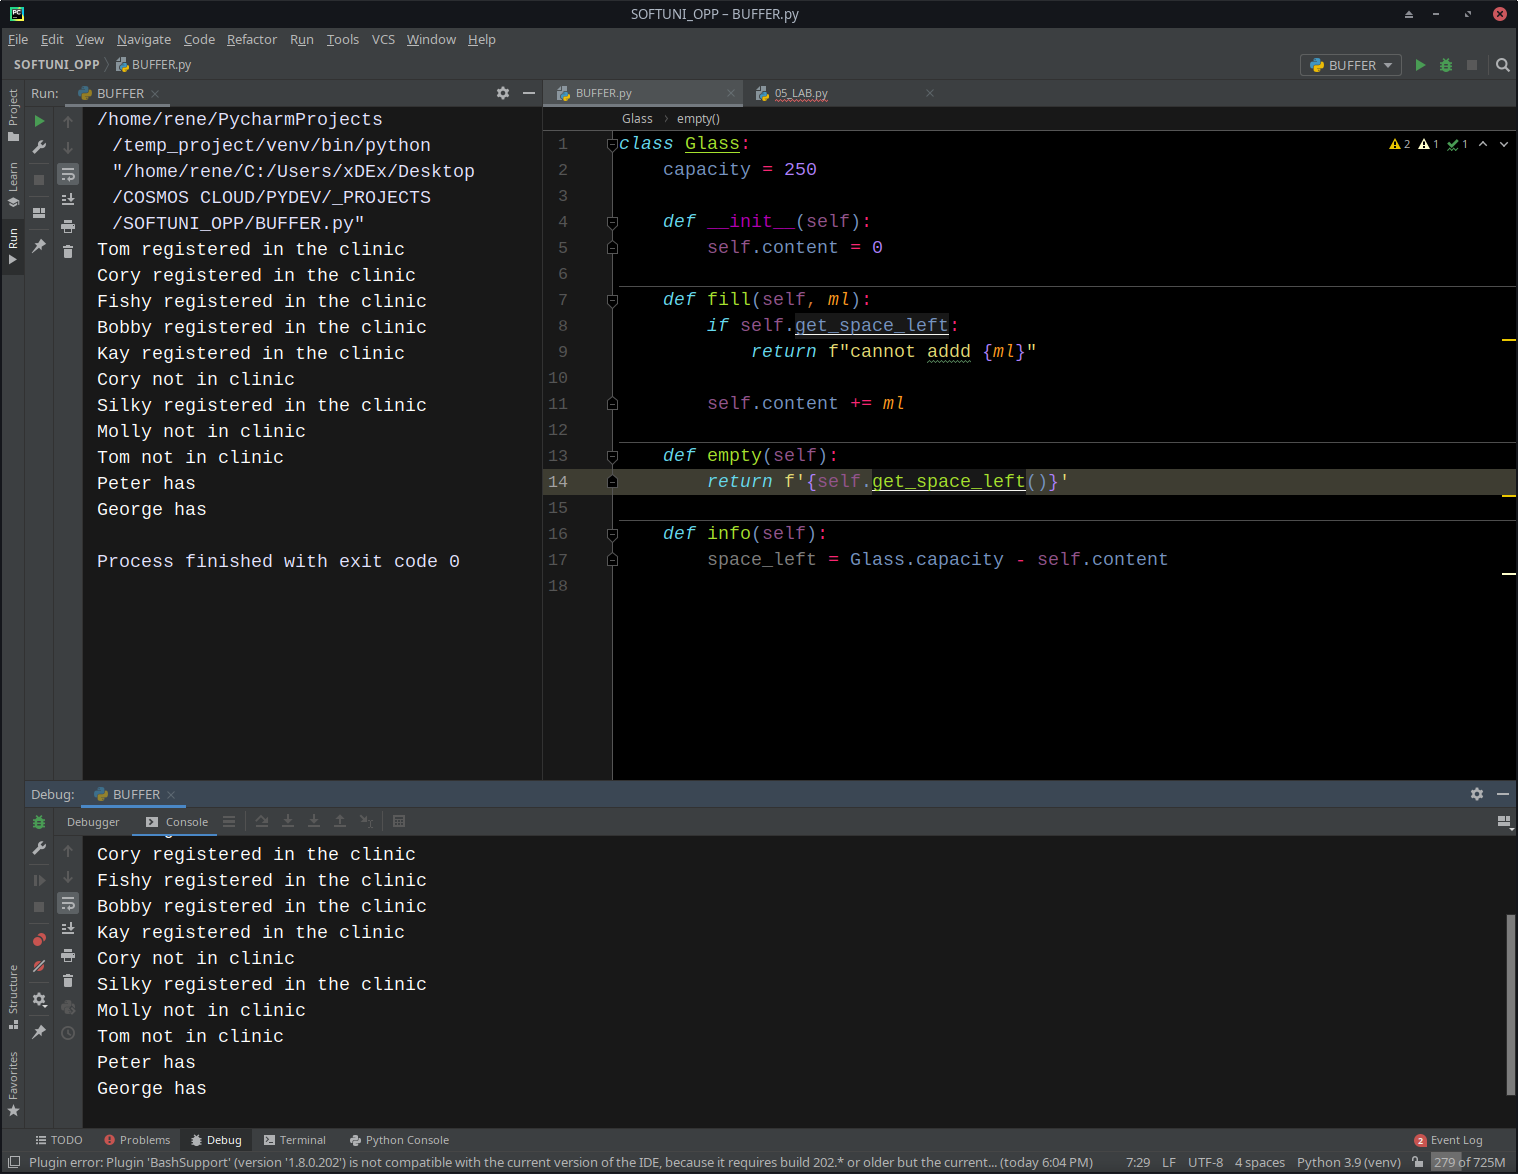 SOFTUNI_OPP – BUFFER.py
File Edit View Navigate Code Refactor Run Tools VCS Window Help
SOFTUNI_OPP BUFFER.py
BUFFER
Run: BUFFER
Project
Learn
Run
/home/rene/PycharmProjects
/temp_project/venv/bin/python
"/home/rene/C:/Users/xDEx/Desktop
/COSMOS CLOUD/PYDEV/_PROJECTS
/SOFTUNI_OPP/BUFFER.py"
Tom registered in the clinic
Cory registered in the clinic
Fishy registered in the clinic
Bobby registered in the clinic
Kay registered in the clinic
Cory not in clinic
Silky registered in the clinic
Molly not in clinic
Tom not in clinic
Peter has
George has
Process finished with exit code 0
BUFFER.py 05_LAB.py
Glass empty()
2 1 1
1 class Glass:
2 capacity = 250
3
4 def __init__(self):
5 self.content = 0
6
7 def fill(self, ml):
8 if self.get_space_left:
9 return f"cannot addd {ml}"
10
11 self.content += ml
12
13 def empty(self):
14 return f'{self.get_space_left()}'
15
16 def info(self):
17 space_left = Glass.capacity - self.content
18
Debug: BUFFER
Debugger Console
Cory registered in the clinic
Fishy registered in the clinic
Bobby registered in the clinic
Kay registered in the clinic
Cory not in clinic
Silky registered in the clinic
Molly not in clinic
Tom not in clinic
Peter has
George has
Structure
Favorites
TODO Problems Debug Terminal Python Console 2 Event Log
Plugin error: Plugin 'BashSupport' (version '1.8.0.202') is not compatible with the current version of the IDE, because it requires build 202.* or older but the current... (today 6:04 PM) 7:29 LF UTF-8 4 spaces Python 3.9 (venv) 279 of 725M